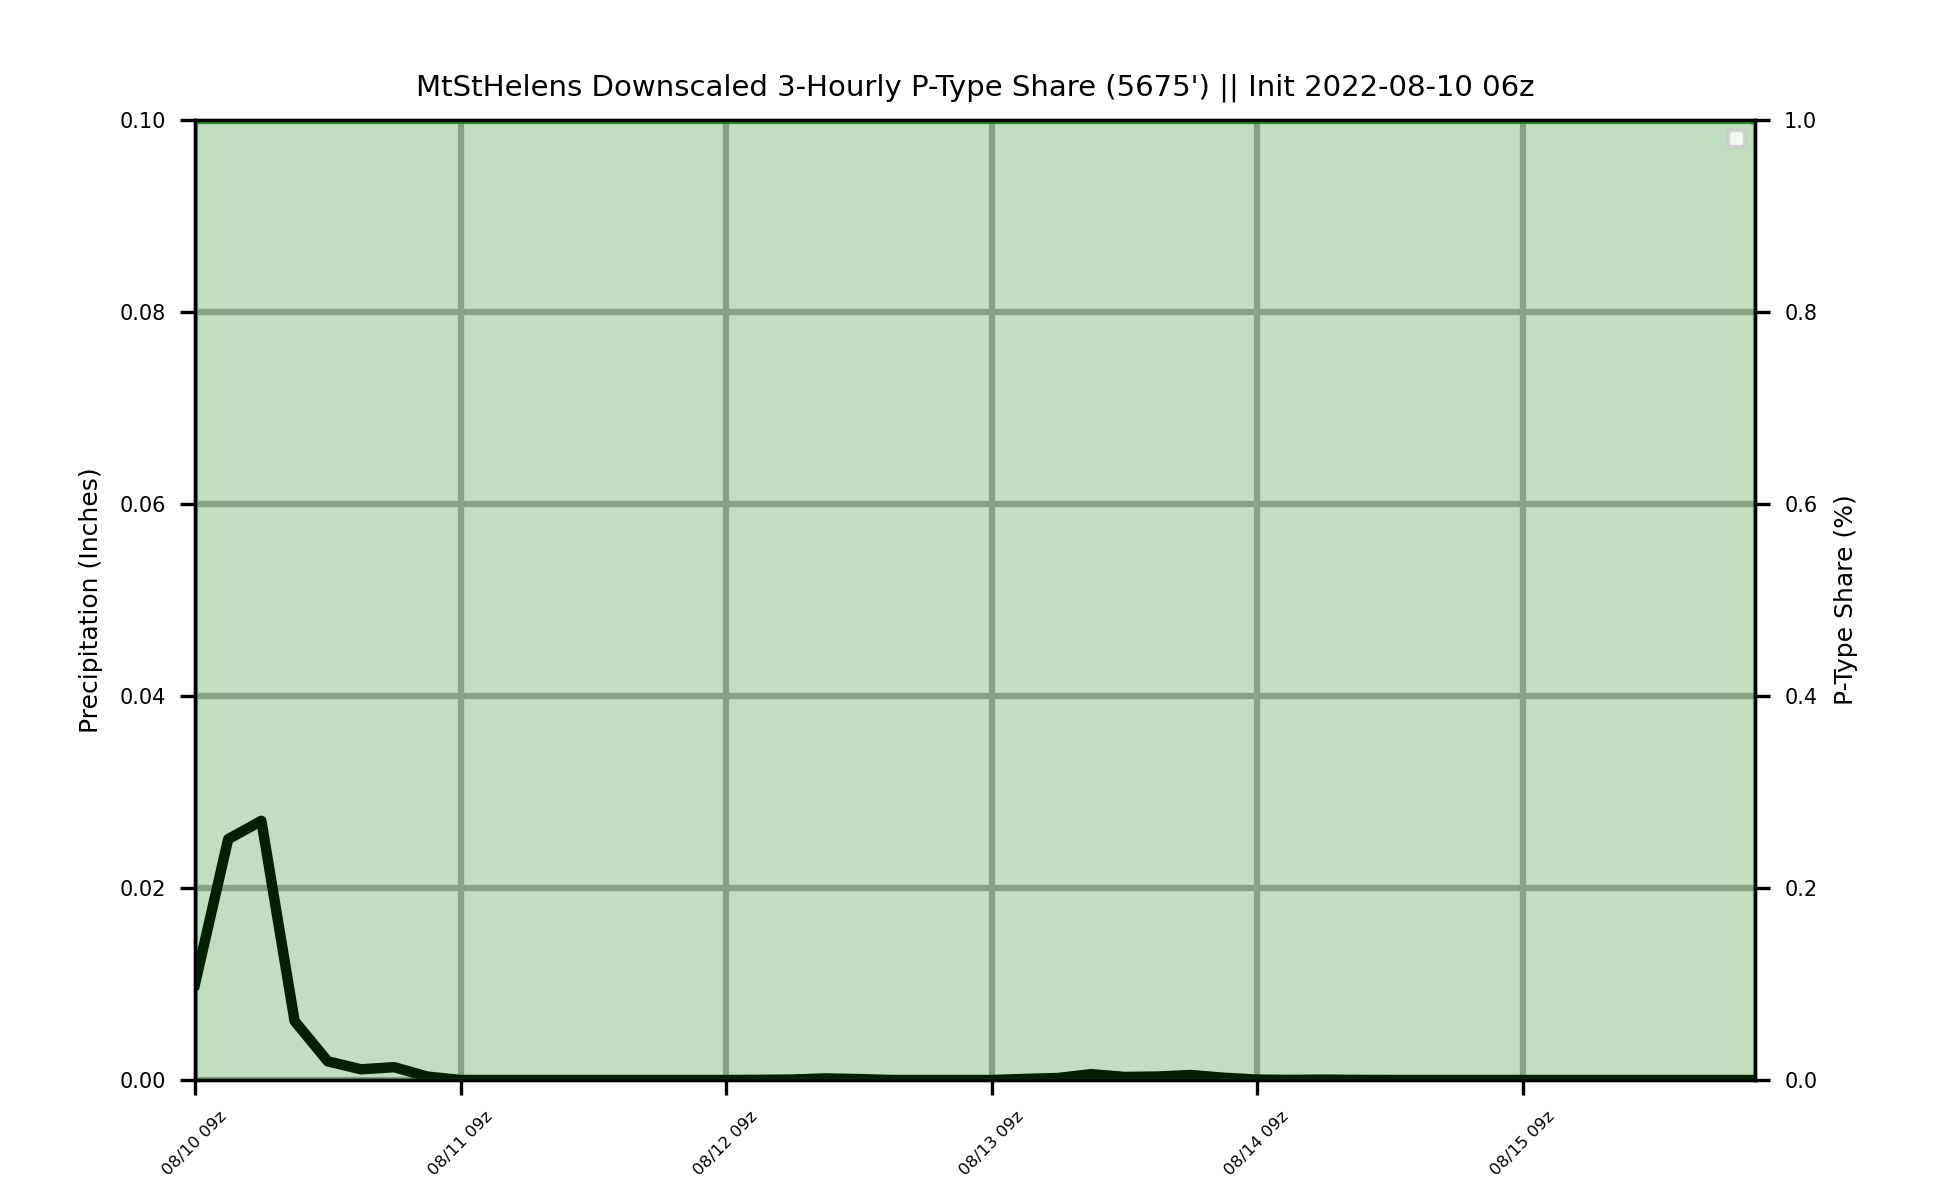 MtStHelens Downscaled 3-Hourly P-Type Share (5675') || Init 2022-08-10 06z
0.10
0.08
0.06
0.04
0.02
0.00
Precipitation (Inches)
1.0
0.8
0.6
0.4
0.2
0.0
P-Type Share (%)
08/10 09z
08/11 09z
08/12 09z
08/13 09z
08/14 09z
08/15 09z